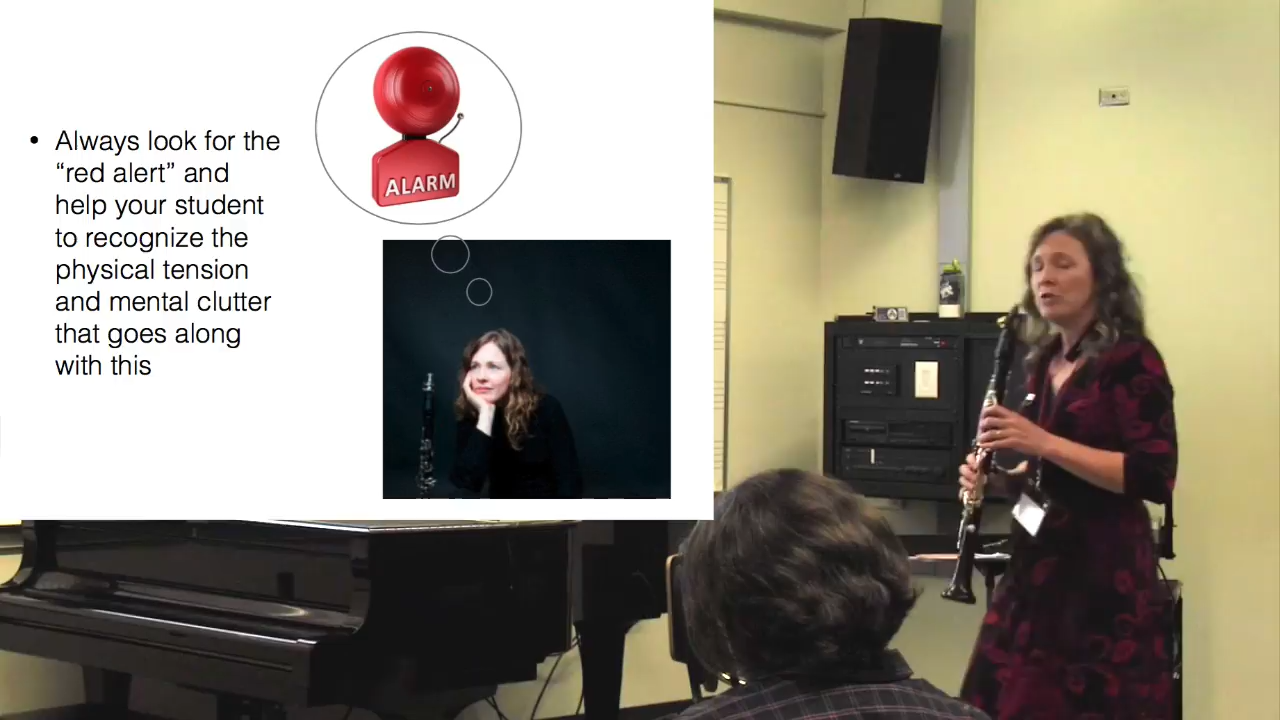 • Always look for the
“red alert” and
help your student
to recognize the
physical tension
and mental clutter
that goes along
with this
ALARM